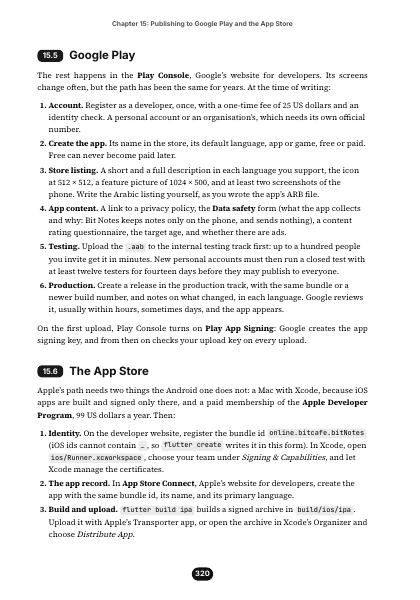 Chapter 15: Publishing to Google Play and the App Store
15.5 Google Play
The rest happens in the Play Console, Google's website for developers. Its screens
change often, but the path has been the same for years. At the time of writing:
1. Account. Register as a developer, once, with a one-time fee of 25 US dollars and an
identity check. A personal account or an organisation's, which needs its own official
number.
2. Create the app. Its name in the store, its default language, app or game, free or paid.
Free can never become paid later.
3. Store listing. A short and a full description in each language you support, the icon
at 512 × 512, a feature picture of 1024 × 500, and at least two screenshots of the
phone. Write the Arabic listing yourself, as you wrote the app's ARB file.
4. App content. A link to a privacy policy, the Data safety form (what the app collects
and why: Bit Notes keeps notes only on the phone, and sends nothing), a content
rating questionnaire, the target age, and whether there are ads.
5. Testing. Upload the .aab to the internal testing track first: up to a hundred people
you invite get it in minutes. New personal accounts must then run a closed test with
at least twelve testers for fourteen days before they may publish to everyone.
6. Production. Create a release in the production track, with the same bundle or a
newer build number, and notes on what changed, in each language. Google reviews
it, usually within hours, sometimes days, and the app appears.
On the first upload, Play Console turns on Play App Signing: Google creates the app
signing key, and from then on checks your upload key on every upload.
15.6 The App Store
Apple's path needs two things the Android one does not: a Mac with Xcode, because iOS
apps are built and signed only there, and a paid membership of the Apple Developer
Program, 99 US dollars a year. Then:
1. Identity. On the developer website, register the bundle id online.bitcafe.bitNotes
(iOS ids cannot contain _, so flutter create writes it in this form). In Xcode, open
ios/Runner.xcworkspace, choose your team under Signing & Capabilities, and let
Xcode manage the certificates.
2. The app record. In App Store Connect, Apple's website for developers, create the
app with the same bundle id, its name, and its primary language.
3. Build and upload. flutter build ipa builds a signed archive in build/ios/ipa.
Upload it with Apple's Transporter app, or open the archive in Xcode's Organizer and
choose Distribute App.
320